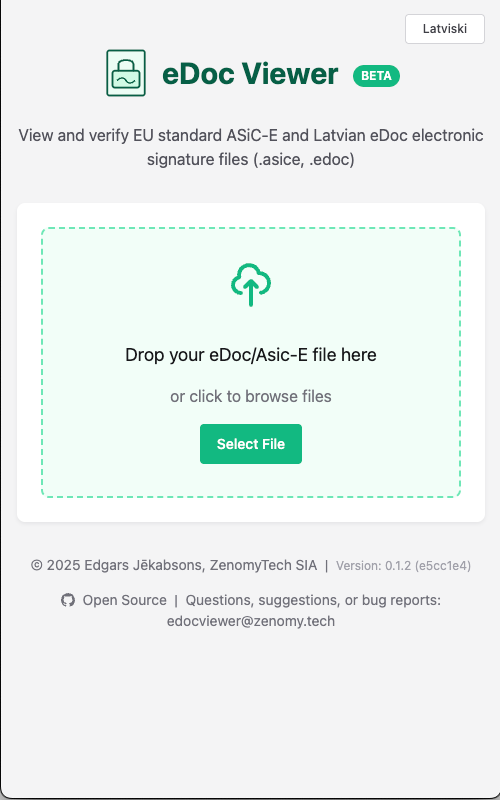 Latviski
eDoc Viewer BETA
View and verify EU standard ASiC-E and Latvian eDoc electronic
signature files (.asice, .edoc)
Drop your eDoc/Asic-E file here
or click to browse files
Select File
© 2025 Edgars Jēkabsons, ZenomyTech SIA | Version: 0.1.2 (e5cc1e4)
Open Source | Questions, suggestions, or bug reports:
edocviewer@zenomy.tech